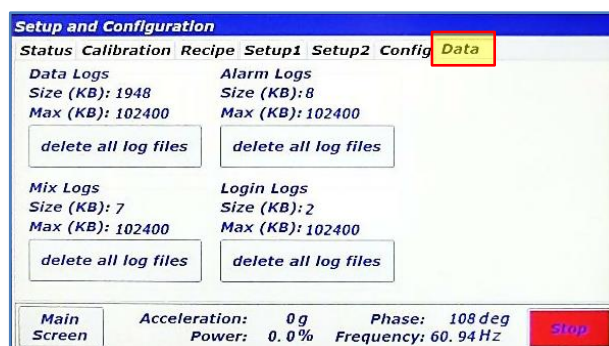 Setup and Configuration
Status Calibration Recipe Setup1 Setup2 Config Data
Data Logs
Size (KB): 1948
Max (KB): 102400
delete all log files
Alarm Logs
Size (KB): 8
Max (KB): 102400
delete all log files
Mix Logs
Size (KB): 7
Max (KB): 102400
delete all log files
Login Logs
Size (KB): 2
Max (KB): 102400
delete all log files
Main
Screen
Acceleration: 0 g
Power: 0.0%
Phase: 108 deg
Frequency: 60.94 Hz
Stop